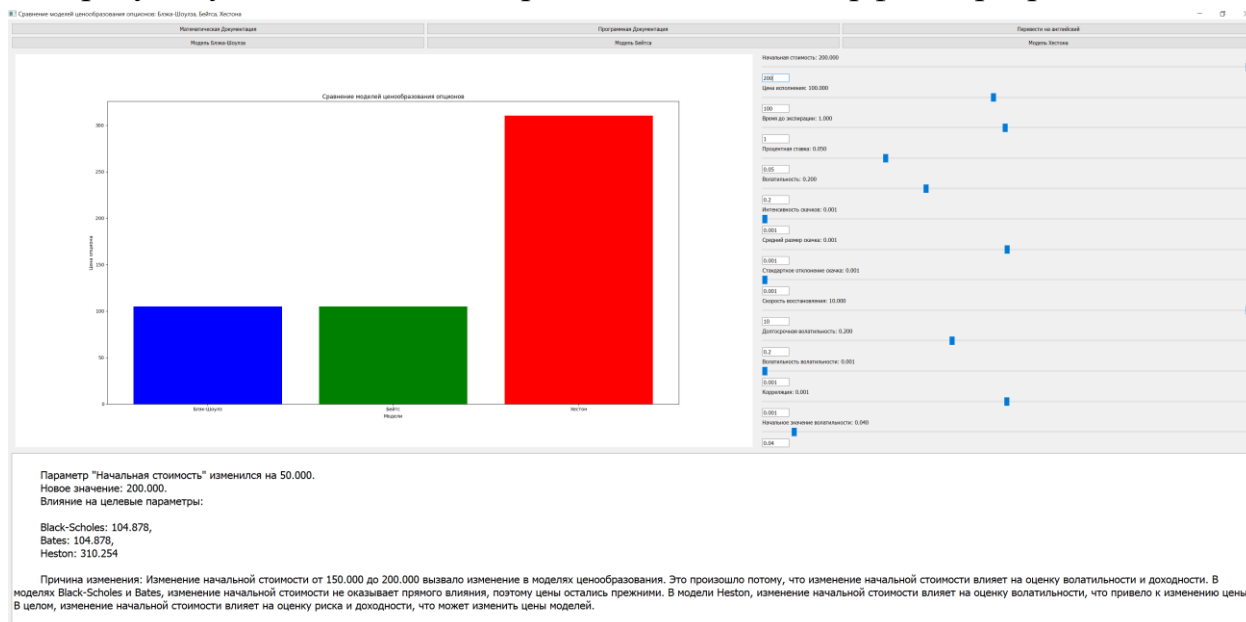 Сравнение моделей ценообразования опционов: Блэка-Шоулза, Бейтса, Хестона
Математическая Документация
Программная Документация
Перевести на английский
Модель Блэка-Шоулза
Модель Бейтса
Модель Хестона
Начальная стоимость: 200.000
200
Цена исполнения: 100.000
100
Время до экспирации: 1.000
1
Процентная ставка: 0.050
0.05
Волатильность: 0.200
0.2
Интенсивность скачков: 0.001
0.001
Средний размер скачка: 0.001
0.001
Стандартное отклонение скачка: 0.001
0.001
Скорость восстановления: 10.000
10
Долгосрочная волатильность: 0.200
0.2
Волатильность волатильности: 0.001
0.001
Корреляция: 0.001
0.001
Начальное значение волатильности: 0.040
0.04
Сравнение моделей ценообразования опционов
Цена опциона
300
250
200
150
100
50
0
Блэк-Шоулз
Бейтс
Хестон
Модели
Параметр "Начальная стоимость" изменился на 50.000.
Новое значение: 200.000.
Влияние на целевые параметры:
Black-Scholes: 104.878,
Bates: 104.878,
Heston: 310.254
Причина изменения: Изменение начальной стоимости от 150.000 до 200.000 вызвало изменение в моделях ценообразования. Это произошло потому, что изменение начальной стоимости влияет на оценку волатильности и доходности. В
моделях Black-Scholes и Bates, изменение начальной стоимости не оказывает прямого влияния, поэтому цены остались прежними. В модели Heston, изменение начальной стоимости влияет на оценку волатильности, что привело к изменению цены
В целом, изменение начальной стоимости влияет на оценку риска и доходности, что может изменить цены моделей.